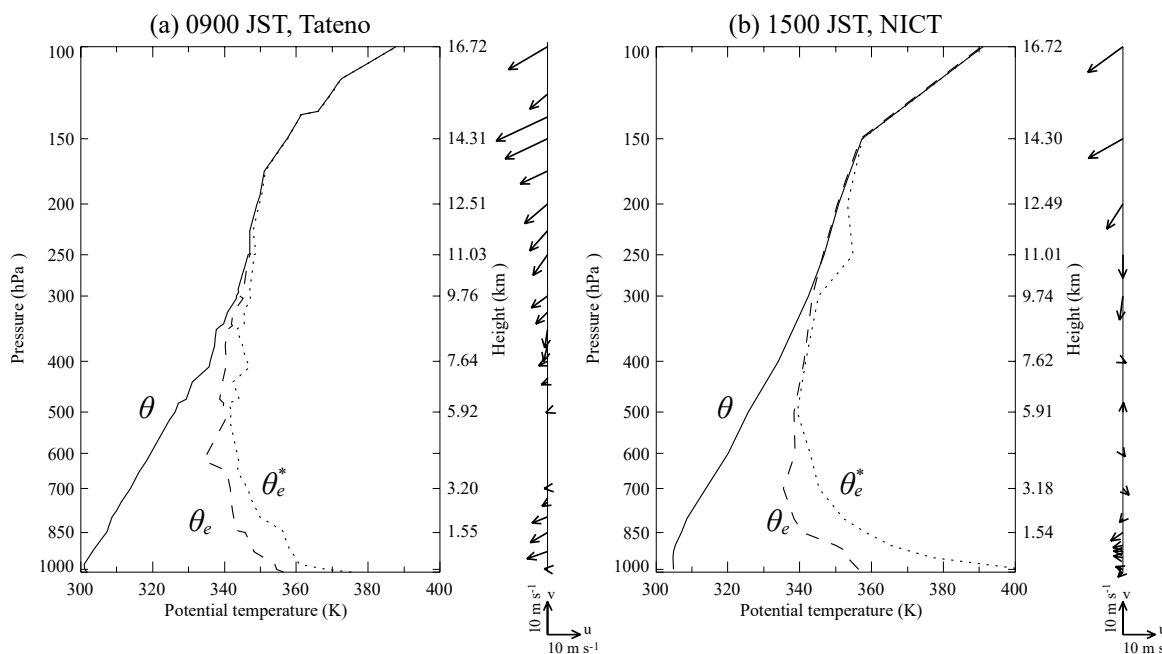 (a) 0900 JST, Tateno
100
150
200
250
300
400
500
600
700
850
1000
Pressure (hPa)
300 320 340 360 380 400
Potential temperature (K)
16.72
14.31
12.51
11.03
9.76
7.64
5.92
3.20
1.55
Height (km)
θ
θe
θe*
10 m s-1
v
u
10 m s-1
(b) 1500 JST, NICT
100
150
200
250
300
400
500
600
700
850
1000
Pressure (hPa)
300 320 340 360 380 400
Potential temperature (K)
16.72
14.30
12.49
11.01
9.74
7.62
5.91
3.18
1.54
Height (km)
θ
θe
θe*
10 m s-1
v
u
10 m s-1